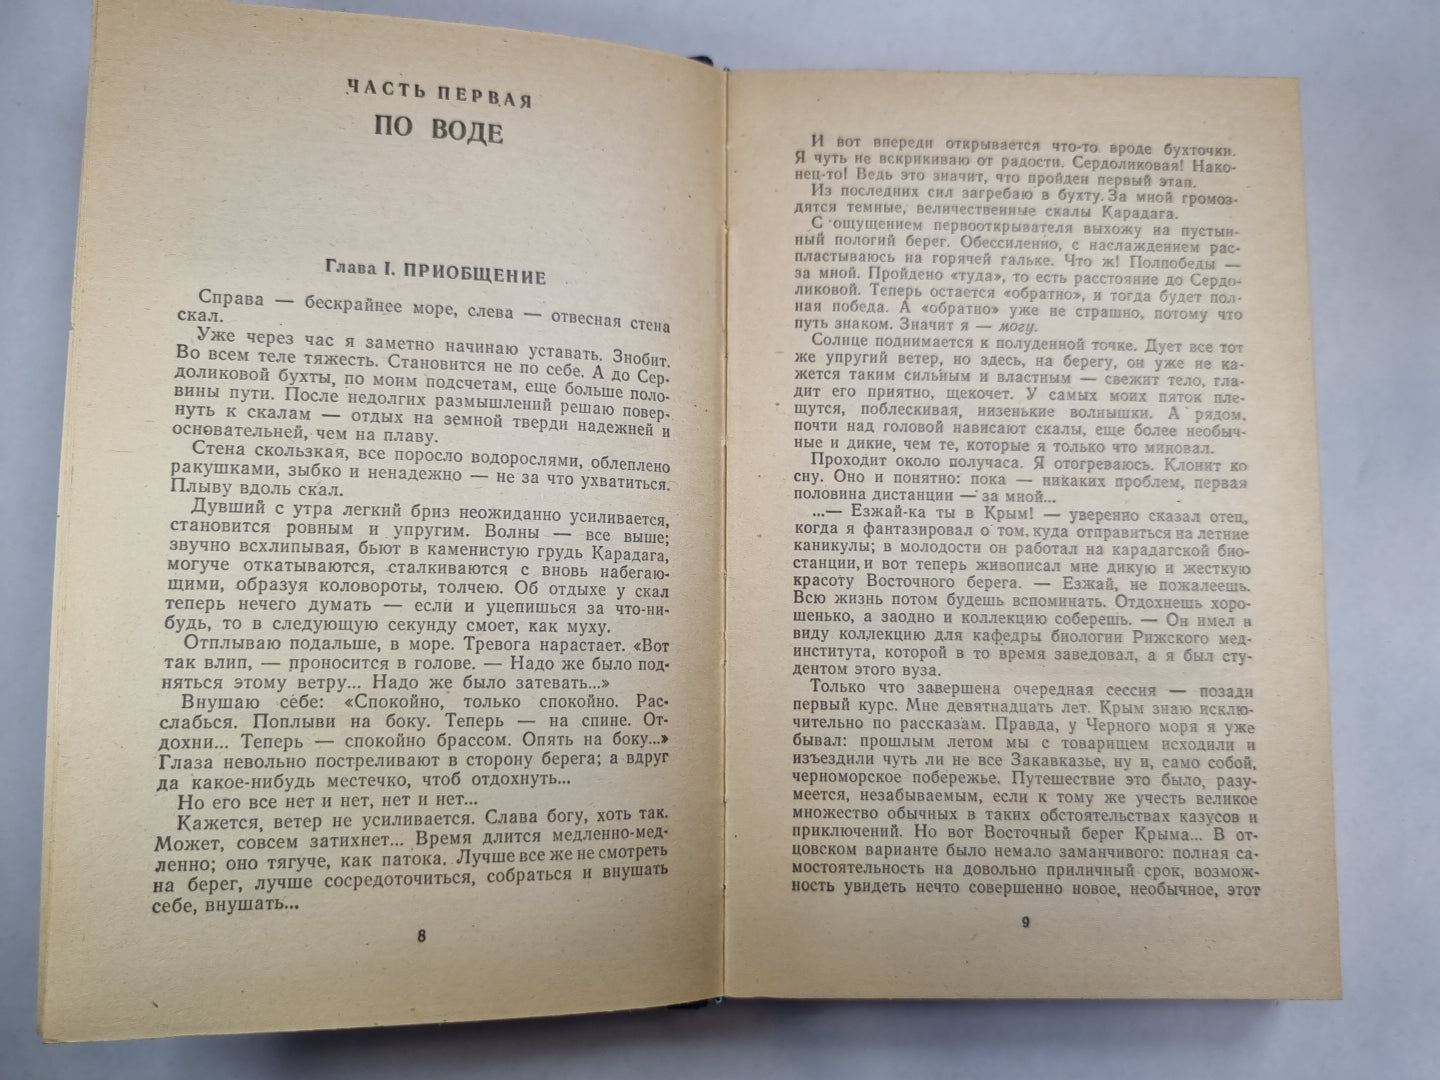 ЧАСТЬ ПЕРВАЯ
ПО ВОДЕ
Глава I. ПРИОБЩЕНИЕ
Справа — бескрайнее море, слева — отвесная стена
скал.
Уже через час я заметно начинаю уставать. Знобит.
Во всем теле тяжесть. Становится не по себе. А до Сер-
доликовой бухты, по моим подсчетам, еще больше поло-
вины пути. После недолгих размышлений решаю повер-
нуть к скалам — отдых на земной тверди надежней и
основательней, чем на плаву.
Стена скользкая, все поросло водорослями, облеплено
ракушками, зыбко и ненадежно — не за что ухватиться.
Плыву вдоль скал.
Дувший с утра легкий бриз неожиданно усиливается,
становится ровным и упругим. Волны — все выше;
звучно всхлипывая, бьют в каменистую грудь Карадага,
могуче откатываются, сталкиваются с вновь набегаю-
щими, образуя коловороты, толчею. Об отдыхе у скал
теперь нечего думать — если и уцепишься за что-ни-
будь, то в следующую секунду смоет, как муху.
Отплываю подальше, в море. Тревога нарастает. «Вот
так влип, — проносится в голове. — Надо же было под-
няться этому ветру... Надо же было затевать...»
Внушаю себе: «Спокойно, только спокойно. Рас-
слабься. Поплыви на боку. Теперь — на спине. От-
дохни... Теперь — спокойно брассом. Опять на боку...»
Глаза невольно постреливают в сторону берега; а вдруг
да какое-нибудь местечко, чтоб отдохнуть...
Но его все нет и нет, нет и нет...
Кажется, ветер не усиливается. Слава богу, хоть так.
Может, совсем затихнет... Время длится медленно-мед-
ленно; оно тягуче, как патока. Лучше все же не смотреть
на берег, лучше сосредоточиться, собраться и внушать
себе, внушать...
8
И вот впереди открывается что-то вроде бухточки.
Я чуть не вскрикиваю от радости. Сердоликовая! Нако-
нец-то! Ведь это значит, что пройден первый этап.
Из последних сил загребаю в бухту. За мной громоз-
дятся темные, величественные скалы Карадага.
С ощущением первооткрывателя выхожу на пустын-
ный пологий берег. Обессиленно, с наслаждением рас-
пластываюсь на горячей гальке. Что ж! Полпобеды —
за мной. Пройдено «туда», то есть расстояние до Сердо-
ликовой. Теперь остается «обратно», и тогда будет пол-
ная победа. А «обратно» уже не страшно, потому что
путь знаком. Значит я — могу.
Солнце поднимается к полуденной точке. Дует все тот
же упругий ветер, но здесь, на берегу, он уже не ка-
жется таким сильным и властным — свежит тело, гла-
дит его приятно, щекочет. У самых моих пяток пле-
щутся, поблескивая, низенькие волнышки. А рядом,
почти над головой нависают скалы, еще более необыч-
ные и дикие, чем те, которые я только что миновал.
Проходит около получаса. Я отогреваюсь. Клонит ко
сну. Оно и понятно: пока — никаких проблем, первая
половина дистанции — за мной...
...— Езжай-ка ты в Крым! — уверенно сказал отец,
когда я фантазировал о том, куда отправиться на летние
каникулы; в молодости он работал на карадагской био-
станции, и вот теперь живописал мне дикую и жесткую
красоту Восточного берега. — Езжай, не пожалеешь.
Всю жизнь потом будешь вспоминать. Отдохнешь хоро-
шенько, а заодно и коллекцию соберешь. — Он имел в
виду коллекцию для кафедры биологии Рижского мед-
института, которой в то время заведовал, а я был сту-
дентом этого вуза.
Только что завершена очередная сессия — позади
первый курс. Мне девятнадцать лет. Крым знаю исклю-
чительно по рассказам. Правда, у Черного моря я уже
бывал: прошлым летом мы с товарищем исходили и
изъездили чуть ли не все Закавказье, ну и, само собой,
черноморское побережье. Путешествие это было, разу-
меется, незабываемым, если к тому же учесть великое
множество обычных в таких обстоятельствах казусов и
приключений. Но вот Восточный берег Крыма... В от-
цовском варианте было немало заманчивого: полная са-
мостоятельность на довольно приличный срок, возмож-
ность увидеть нечто совершенно новое, необычное, этот
9